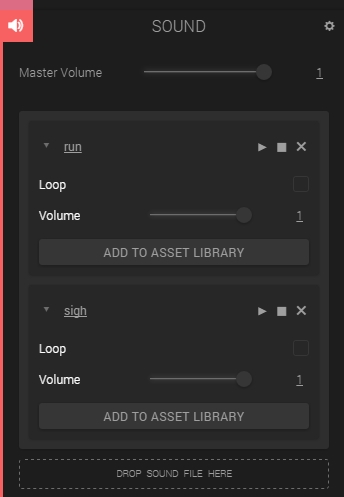 SOUND
Master Volume 1
run
Loop
Volume 1
ADD TO ASSET LIBRARY
sigh
Loop
Volume 1
ADD TO ASSET LIBRARY
DROP SOUND FILE HERE